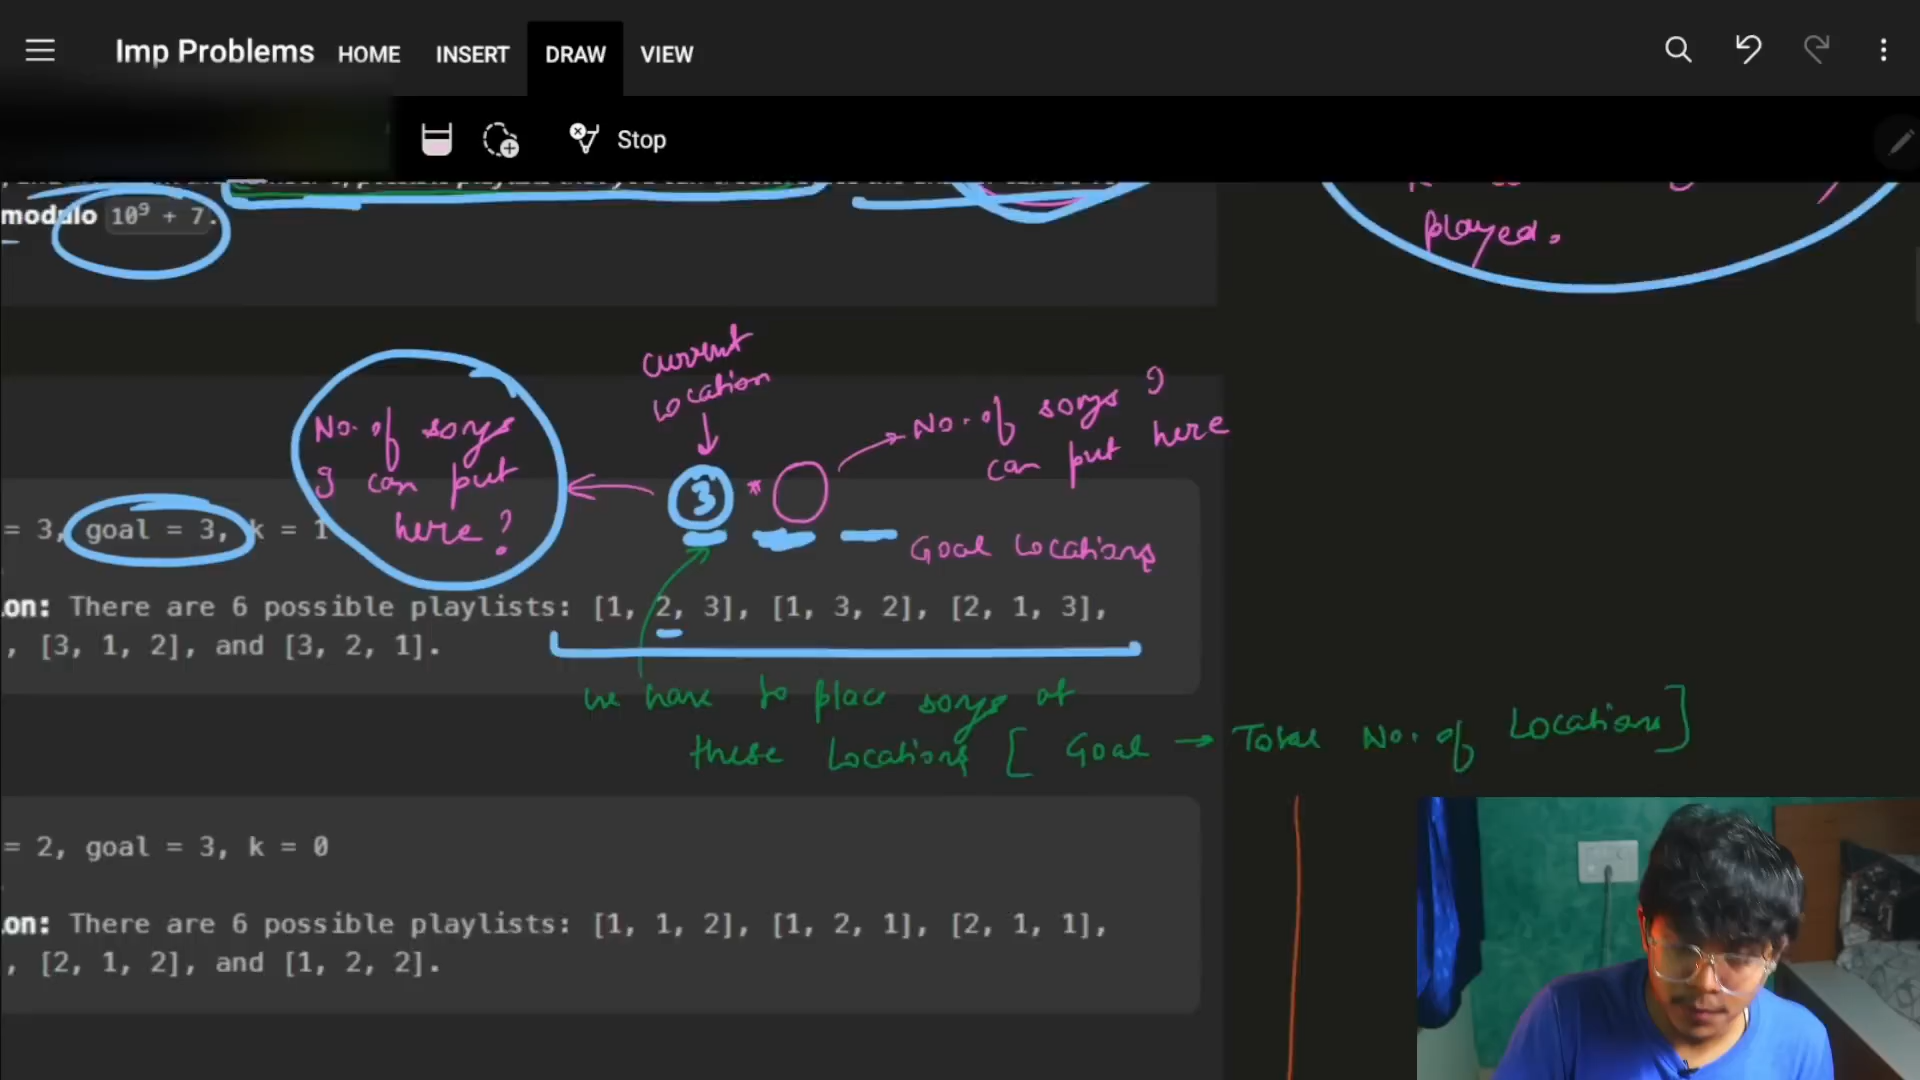 Imp Problems HOME INSERT DRAW VIEW
Stop
modulo 10⁹ + 7.
played.
current
location
No. of songs
I can put
here?
3 *
No. of songs I
can put here
= 3, goal = 3, k = 1
Goal Locations
on: There are 6 possible playlists: [1, 2, 3], [1, 3, 2], [2, 1, 3],
, [3, 1, 2], and [3, 2, 1].
we have to place songs at
these Locations [ Goal → Total No. of Locations]
= 2, goal = 3, k = 0
on: There are 6 possible playlists: [1, 1, 2], [1, 2, 1], [2, 1, 1],
, [2, 1, 2], and [1, 2, 2].